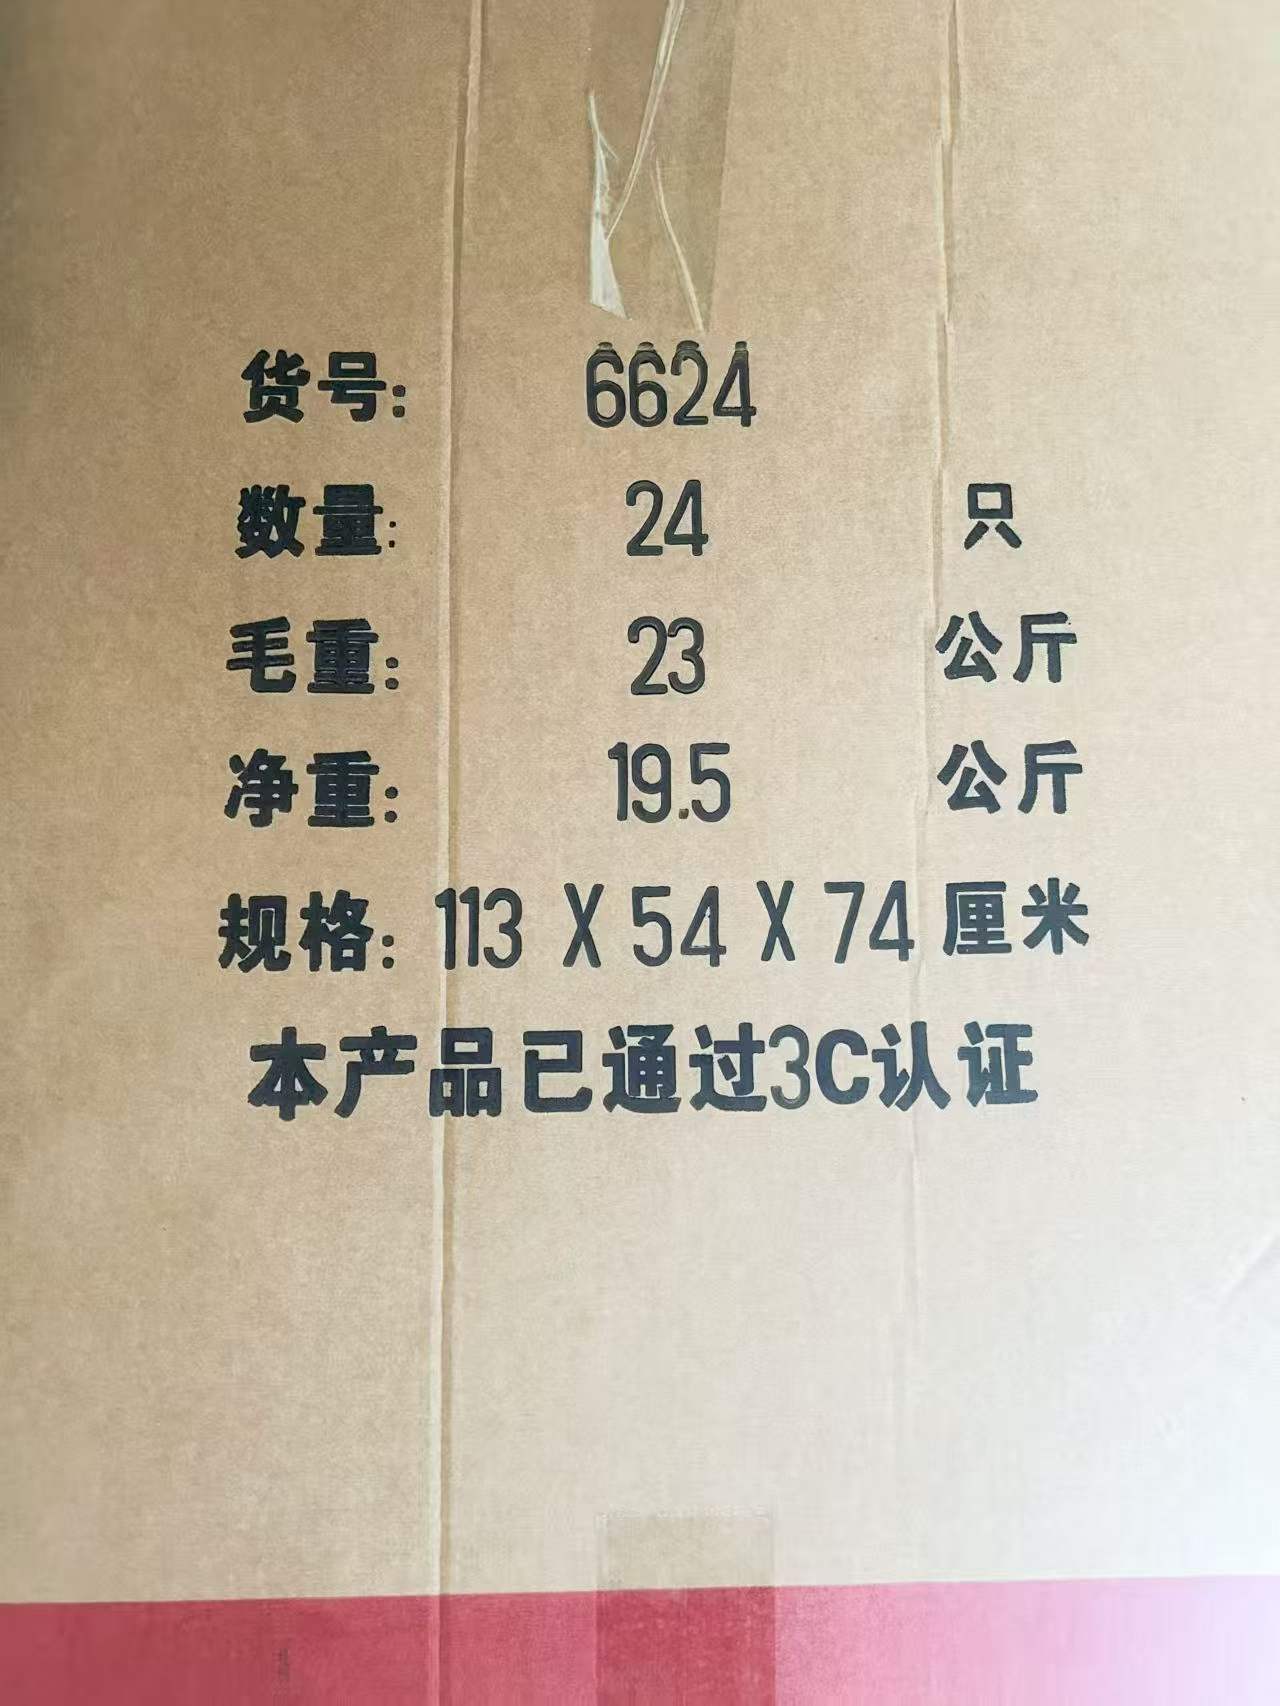 货号: 6624
数量: 24 只
毛重: 23 公斤
净重: 19.5 公斤
规格: 113 X 54 X 74 厘米
本产品已通过3C认证